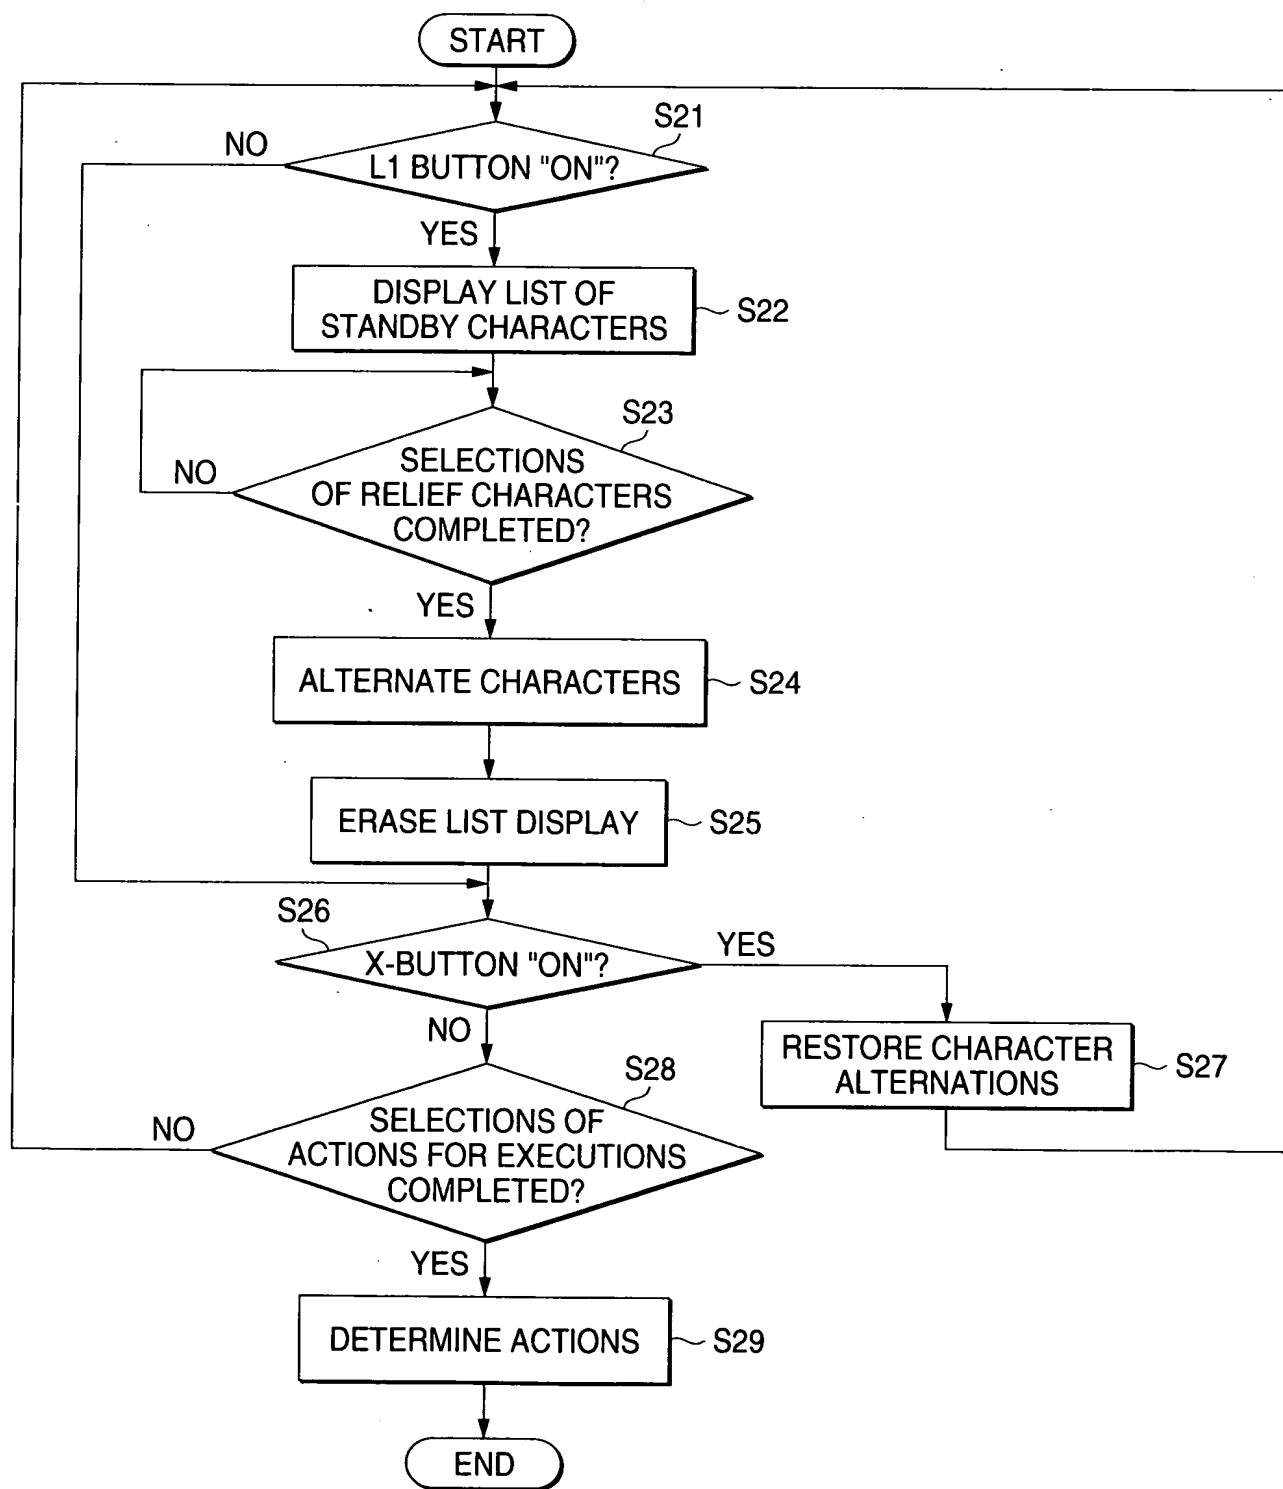 START
S21
NO
L1 BUTTON "ON"?
YES
DISPLAY LIST OF
STANDBY CHARACTERS
S22
S23
NO
SELECTIONS
OF RELIEF CHARACTERS
COMPLETED?
YES
ALTERNATE CHARACTERS
S24
ERASE LIST DISPLAY
S25
S26
X-BUTTON "ON"?
YES
NO
RESTORE CHARACTER
ALTERNATIONS
S27
S28
NO
SELECTIONS OF
ACTIONS FOR EXECUTIONS
COMPLETED?
YES
DETERMINE ACTIONS
S29
END